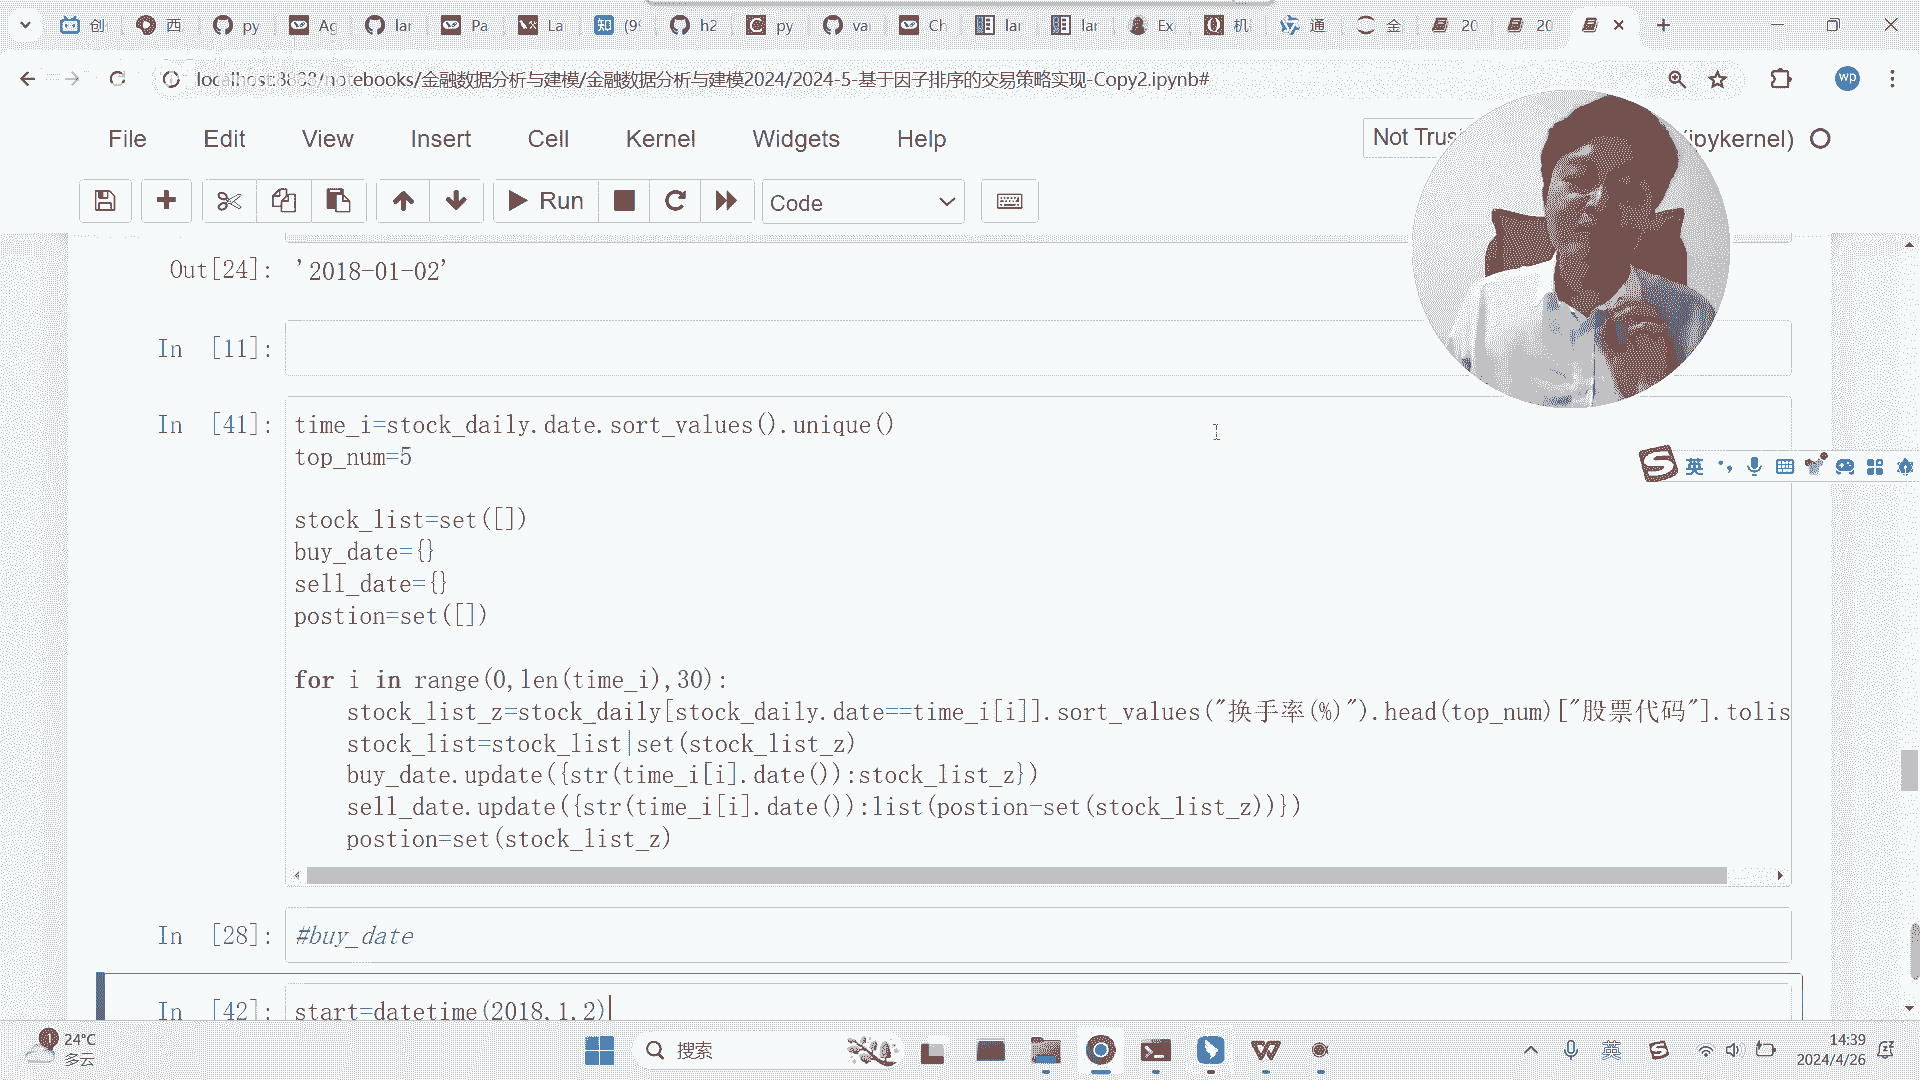 创
西
py
Ag
lar
Pa
La
知 (9
h2
py
vai
Ch
lar
lar
Ex
机
通
金
20
20
localhost:8888/notebooks/金融数据分析与建模/金融数据分析与建模2024/2024-5-基于因子排序的交易策略实现-Copy2.ipynb#
wp
File Edit View Insert Cell Kernel Widgets Help
Not Trus
(ipykernel)
Run
Code
Out[24]: '2018-01-02'
In [11]:
In [41]: time_i=stock_daily.date.sort_values().unique()
top_num=5
stock_list=set([])
buy_date={}
sell_date={}
postion=set([])
for i in range(0,len(time_i),30):
stock_list_z=stock_daily[stock_daily.date==time_i[i]].sort_values("换手率(%)").head(top_num)["股票代码"].tolis
stock_list=stock_list|set(stock_list_z)
buy_date.update({str(time_i[i].date()):stock_list_z})
sell_date.update({str(time_i[i].date()):list(postion-set(stock_list_z))})
postion=set(stock_list_z)
In [28]: #buy_date
In [42]: start=datetime(2018,1,2)
英
1
24°C
多云
搜索
英
14:39
2024/4/26